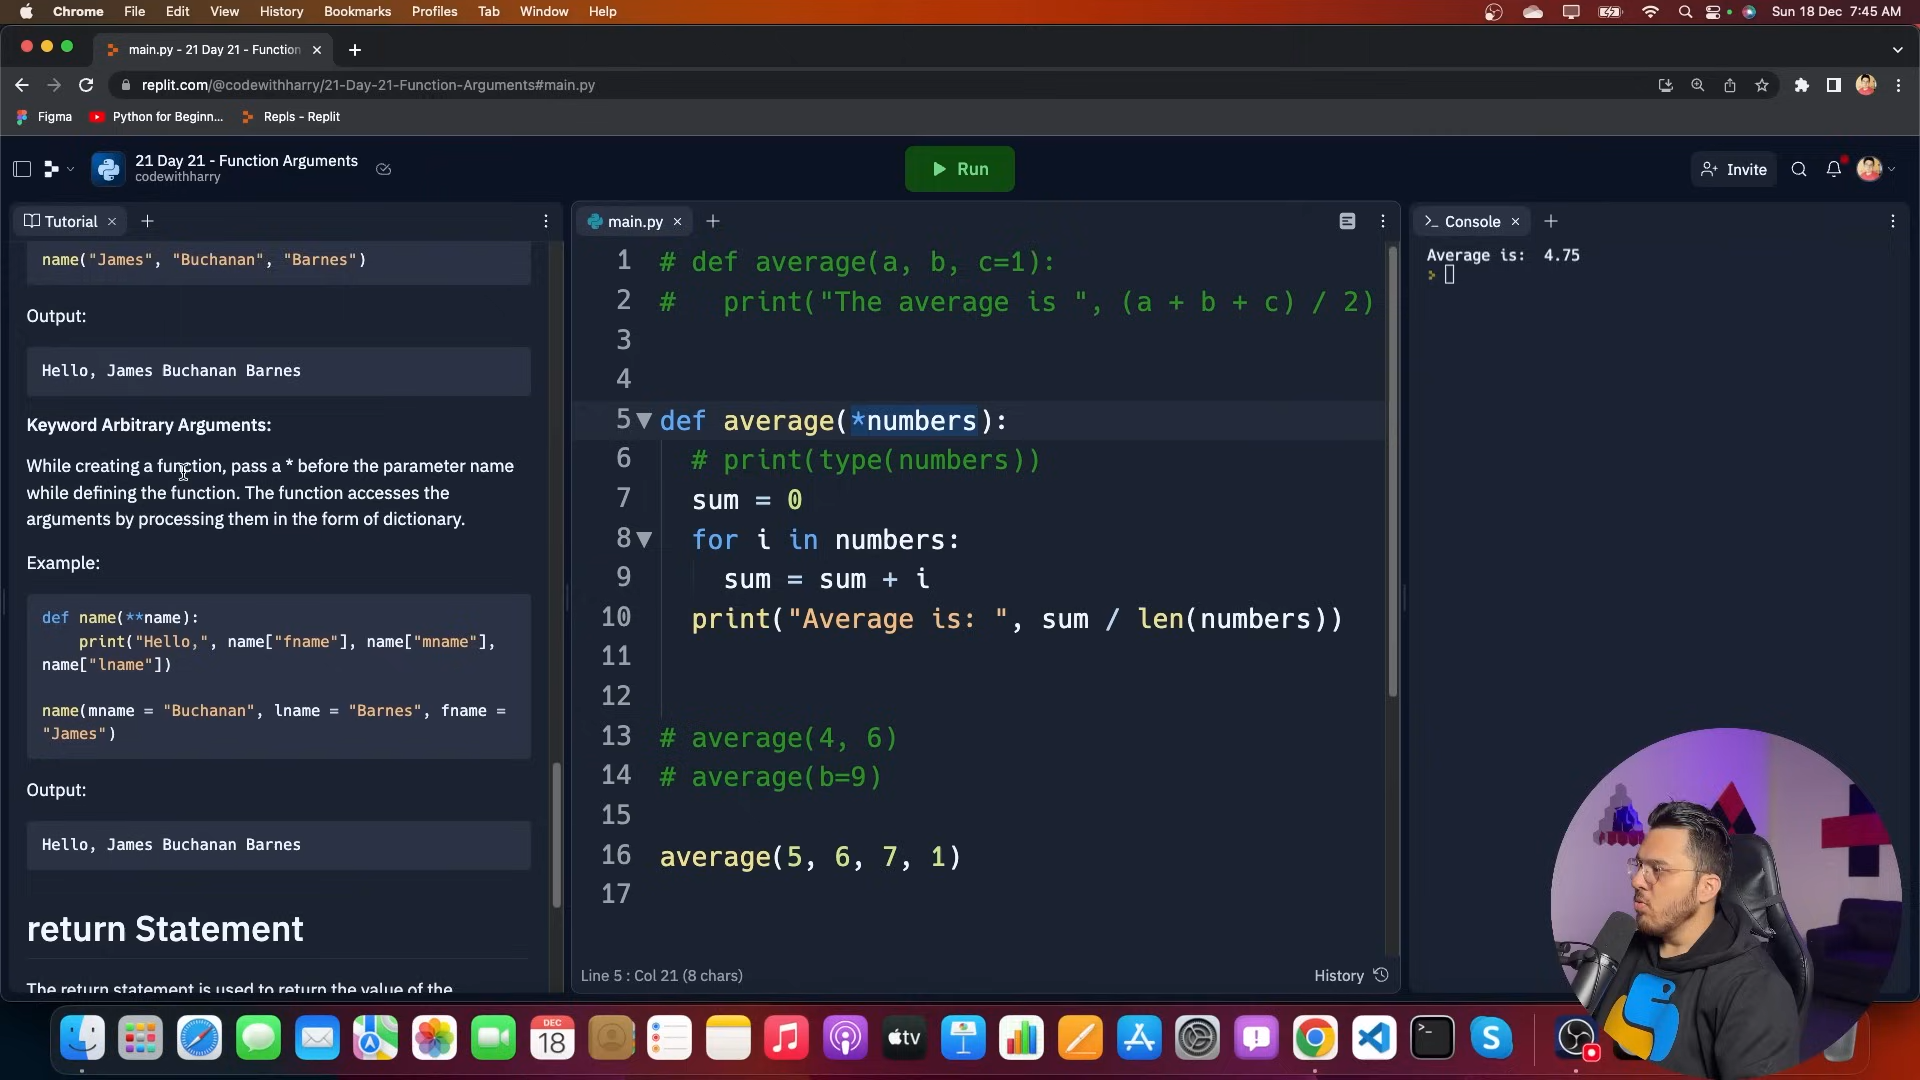 Chrome File Edit View History Bookmarks Profiles Tab Window Help Sun 18 Dec 7:45 AM
main.py - 21 Day 21 - Function
replit.com/@codewithharry/21-Day-21-Function-Arguments#main.py
Figma Python for Beginn... Repls - Replit
21 Day 21 - Function Arguments
codewithharry
Run
Invite
Tutorial
name("James", "Buchanan", "Barnes")
Output:
Hello, James Buchanan Barnes
Keyword Arbitrary Arguments:
While creating a function, pass a * before the parameter name
while defining the function. The function accesses the
arguments by processing them in the form of dictionary.
Example:
def name(**name):
print("Hello,", name["fname"], name["mname"],
name["lname"])
name(mname = "Buchanan", lname = "Barnes", fname =
"James")
Output:
Hello, James Buchanan Barnes
return Statement
The return statement is used to return the value of the
main.py
1 # def average(a, b, c=1):
2 # print("The average is ", (a + b + c) / 2)
3
4
5 def average(*numbers):
6 # print(type(numbers))
7 sum = 0
8 for i in numbers:
9 sum = sum + i
10 print("Average is: ", sum / len(numbers))
11
12
13 # average(4, 6)
14 # average(b=9)
15
16 average(5, 6, 7, 1)
17
Line 5 : Col 21 (8 chars)
History
Console
Average is: 4.75
DEC
18
tv